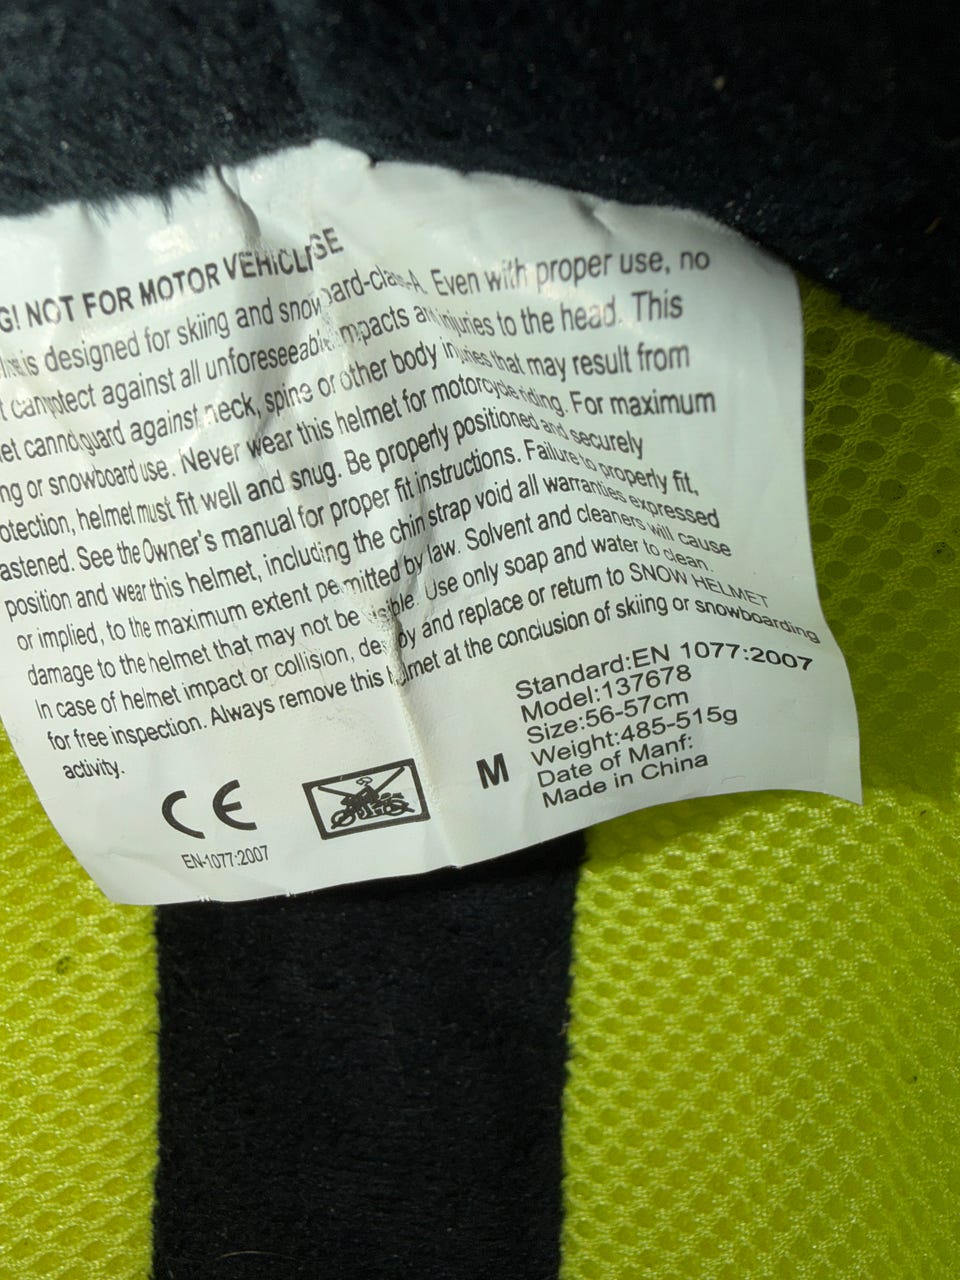 G! NOT FOR MOTOR VEHICLE USE
is designed for skiing and snowboard-class-A. Even with proper use, no
protect against all unforeseeable impacts and injuries to the head. This
et cannot guard against neck, spine or other body injuries that may result from
ng or snowboard use. Never wear this helmet for motorcycle riding. For maximum
otection, helmet must fit well and snug. Be properly positioned and securely
astened. See the Owner's manual for proper fit instructions. Failure to properly fit,
position and wear this helmet, including the chin strap void all warranties expressed
or implied, to the maximum extent permitted by law. Solvent and cleaners will cause
damage to the helmet that may not be visible. Use only soap and water to clean.
In case of helmet impact or collision, destroy and replace or return to SNOW HELMET
for free inspection. Always remove this helmet at the conclusion of skiing or snowboarding
activity.
CE
EN-1077:2007
M
Standard:EN 1077:2007
Model:137678
Size:56-57cm
Weight:485-515g
Date of Manf:
Made in China